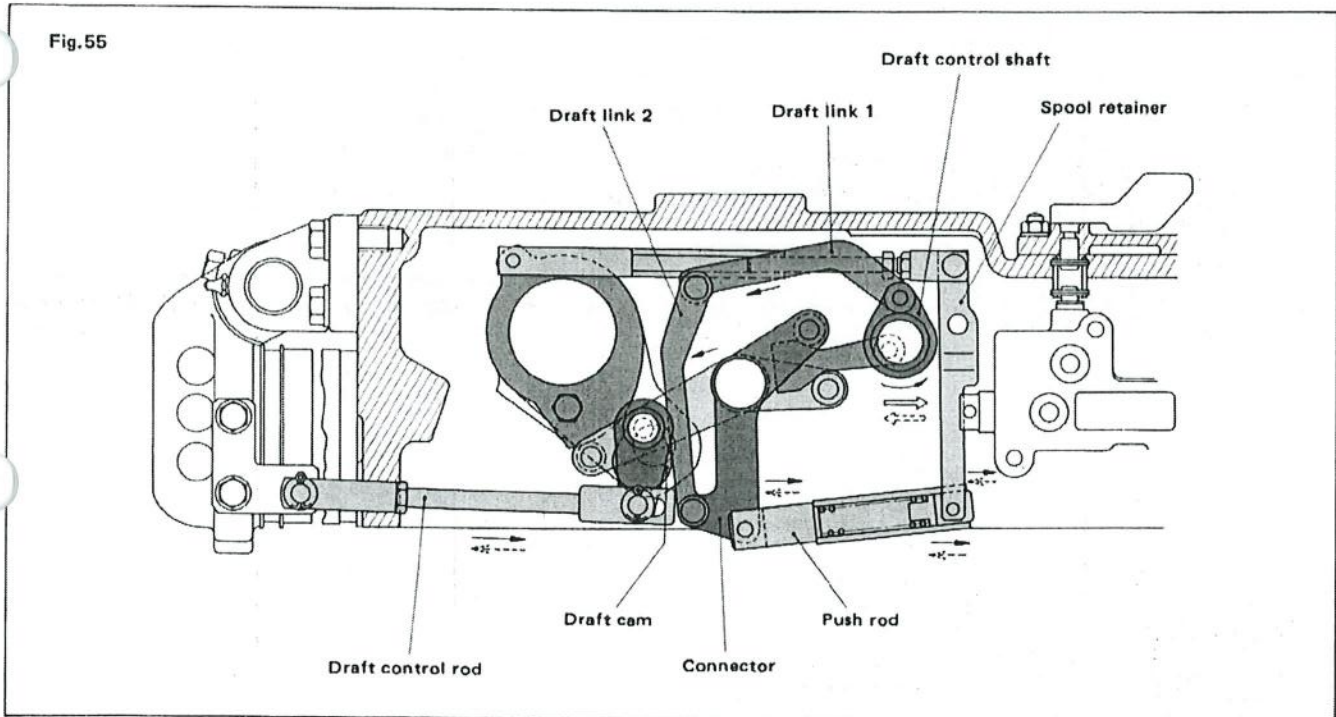 Fig.55
Draft control shaft
Draft link 2
Draft link 1
Spool retainer
Draft cam
Push rod
Draft control rod
Connector